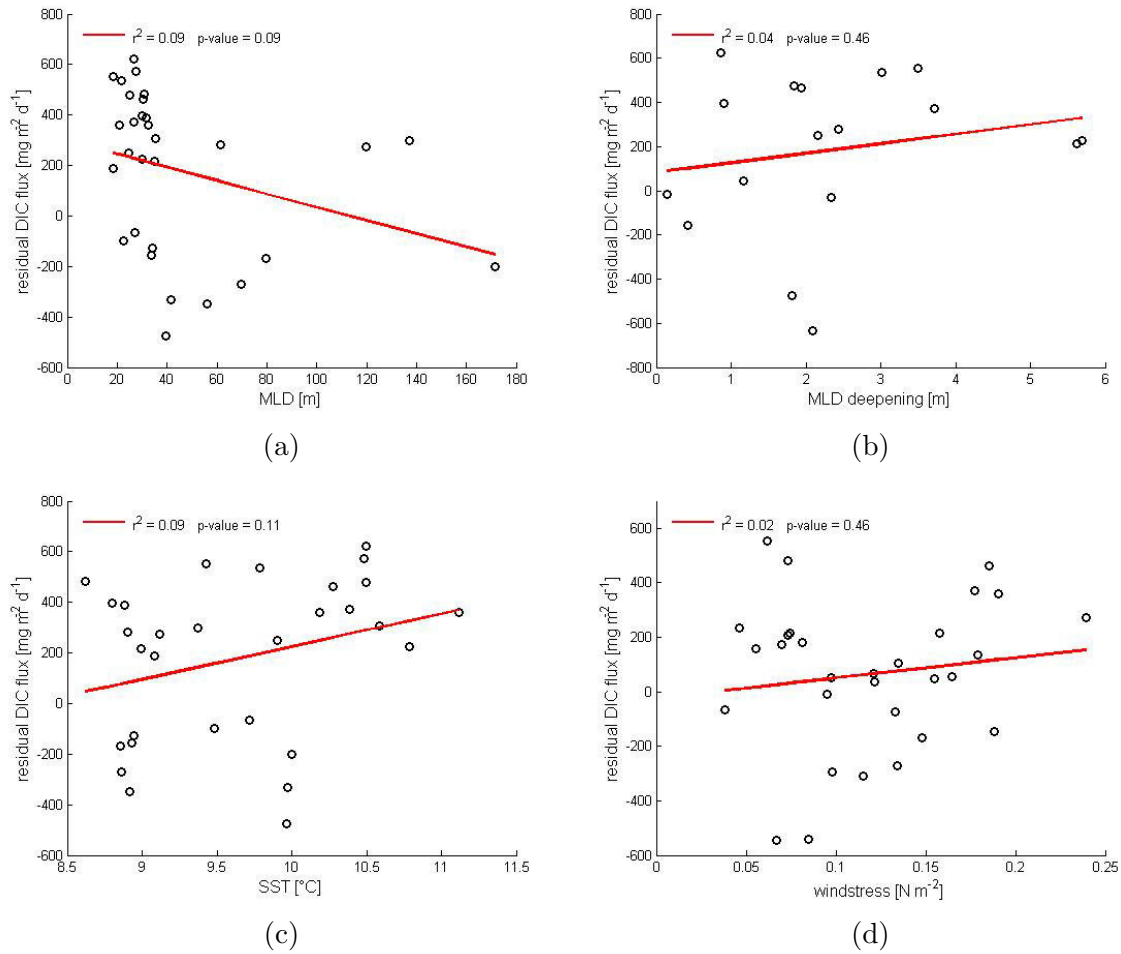 800
600
400
200
0
-200
-400
-600
r² = 0.09 p-value = 0.09
residual DIC flux [mg m⁻² d⁻¹]
0 20 40 60 80 100 120 140 160 180
MLD [m]
(a)
800
600
400
200
0
-200
-400
-600
-800
r² = 0.04 p-value = 0.46
residual DIC flux [mg m⁻² d⁻¹]
0 1 2 3 4 5 6
MLD deepening [m]
(b)
800
600
400
200
0
-200
-400
-600
r² = 0.09 p-value = 0.11
residual DIC flux [mg m⁻² d⁻¹]
8.5 9 9.5 10 10.5 11 11.5
SST [°C]
(c)
600
400
200
0
-200
-400
-600
r² = 0.02 p-value = 0.46
residual DIC flux [mg m⁻² d⁻¹]
0.05 0.1 0.15 0.2 0.25
windstress [N m⁻²]
(d)